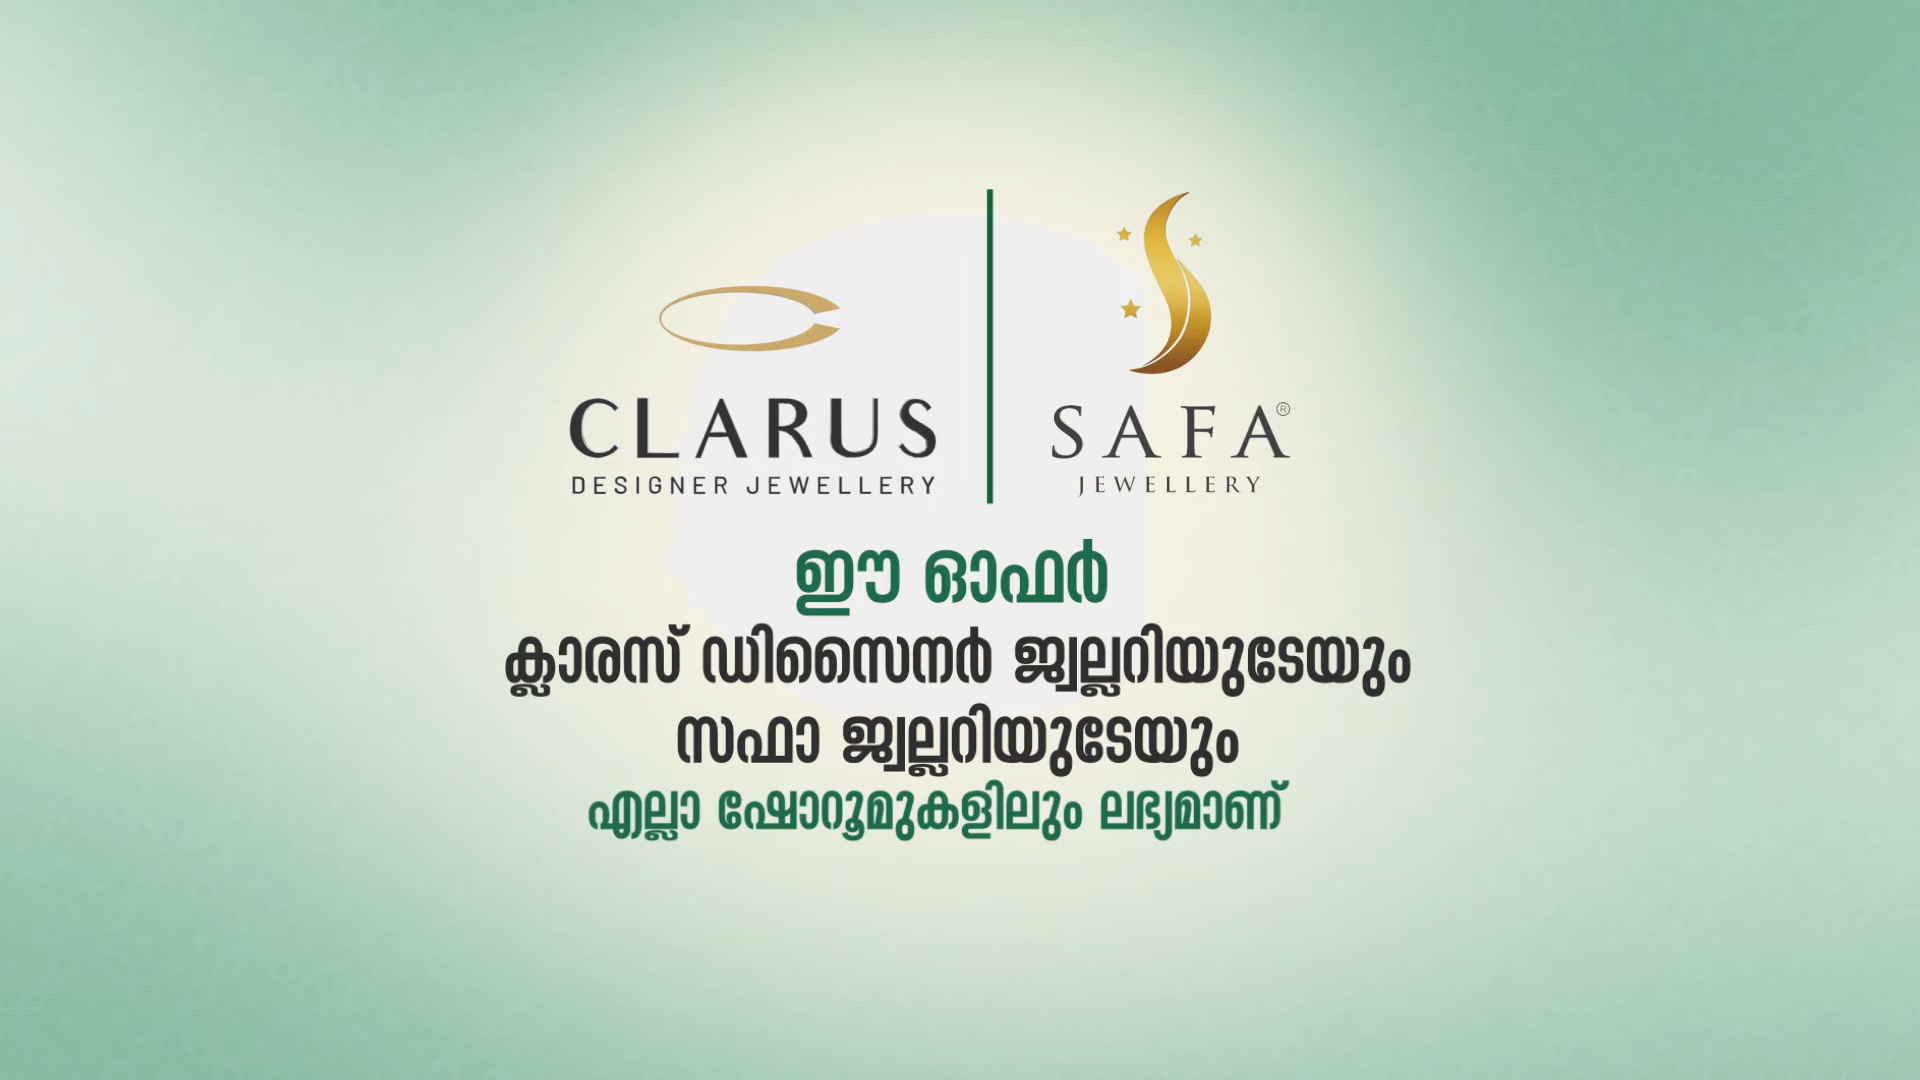 CLARUS
DESIGNER JEWELLERY
SAFA®
JEWELLERY
ഈ ഓഫർ
ക്ലാരസ് ഡിസൈനർ ജ്വല്ലറിയുടേയും
സഫാ ജ്വല്ലറിയുടേയും
എല്ലാ ഷോറൂമുകളിലും ലഭ്യമാണ്